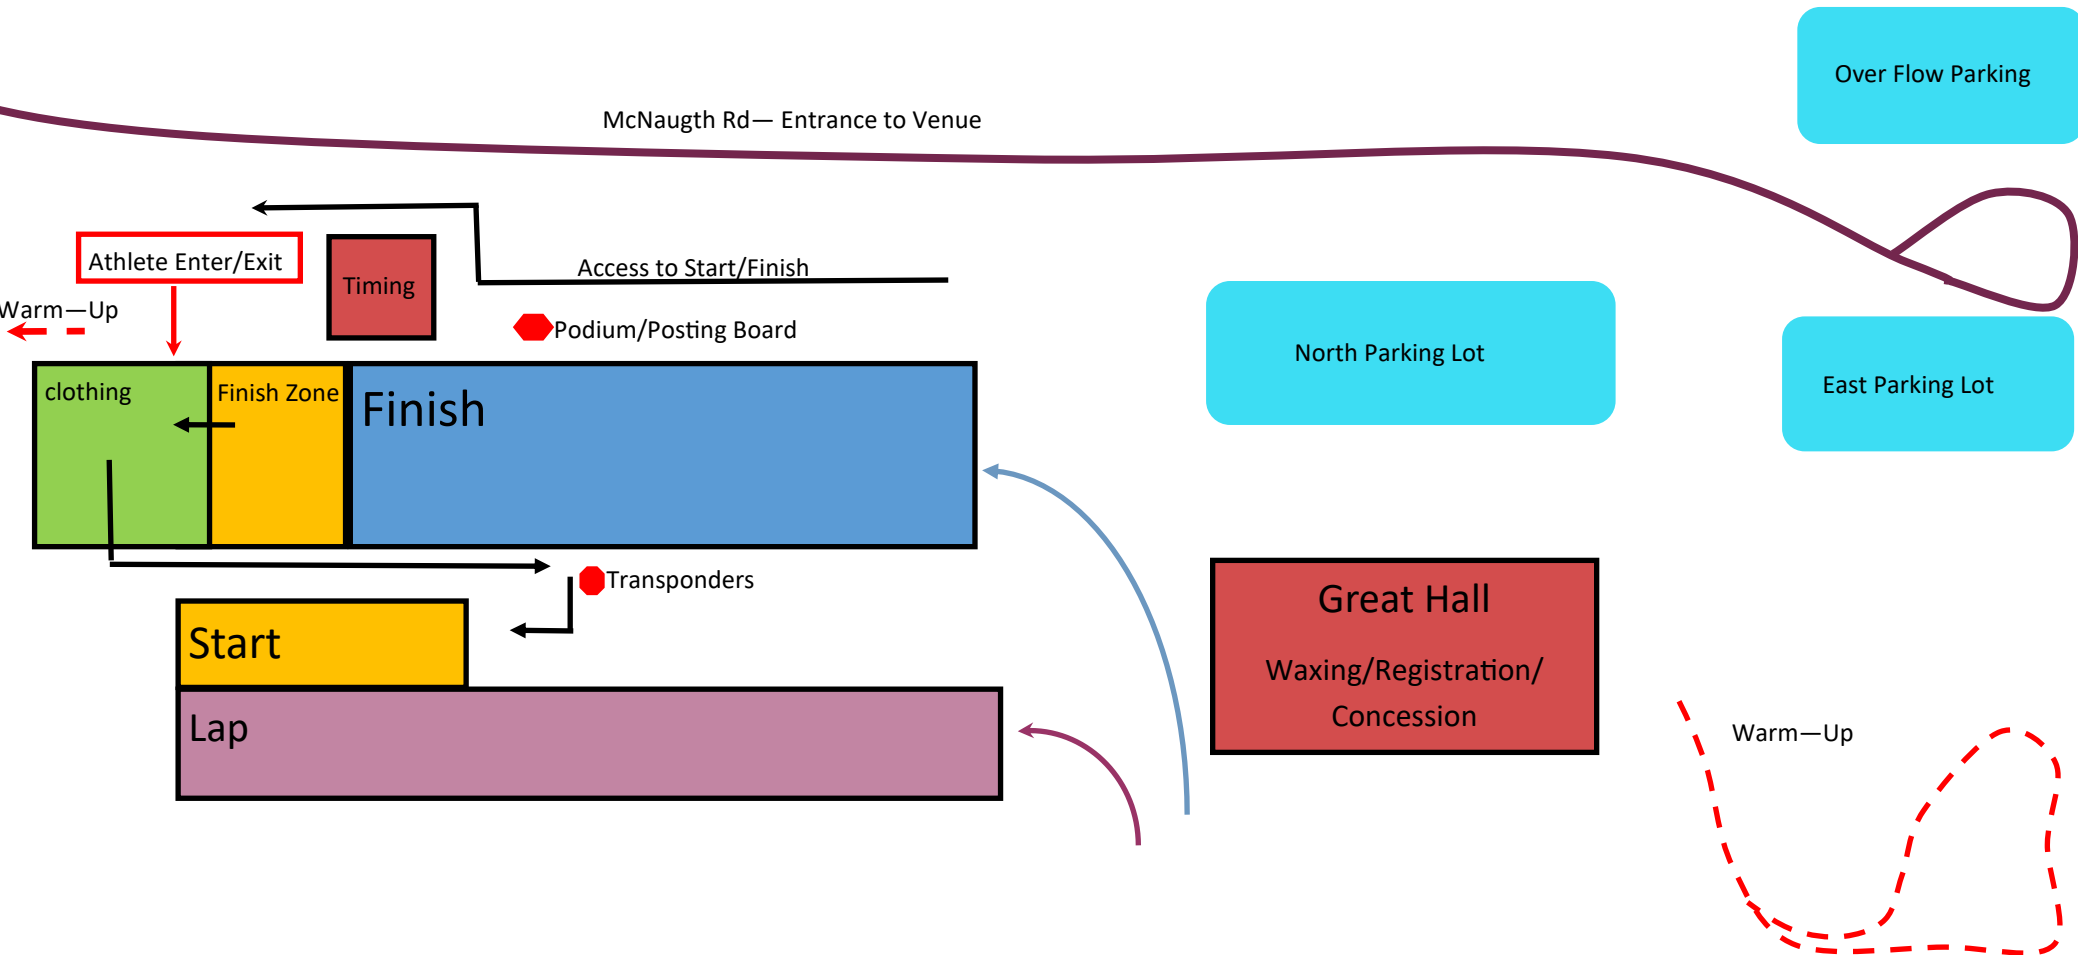 Over Flow Parking
McNaugth Rd— Entrance to Venue
Athlete Enter/Exit
Timing
Access to Start/Finish
Warm—Up
Podium/Posting Board
North Parking Lot
East Parking Lot
clothing
Finish Zone
Finish
Transponders
Great Hall
Waxing/Registration/
Concession
Start
Lap
Warm—Up